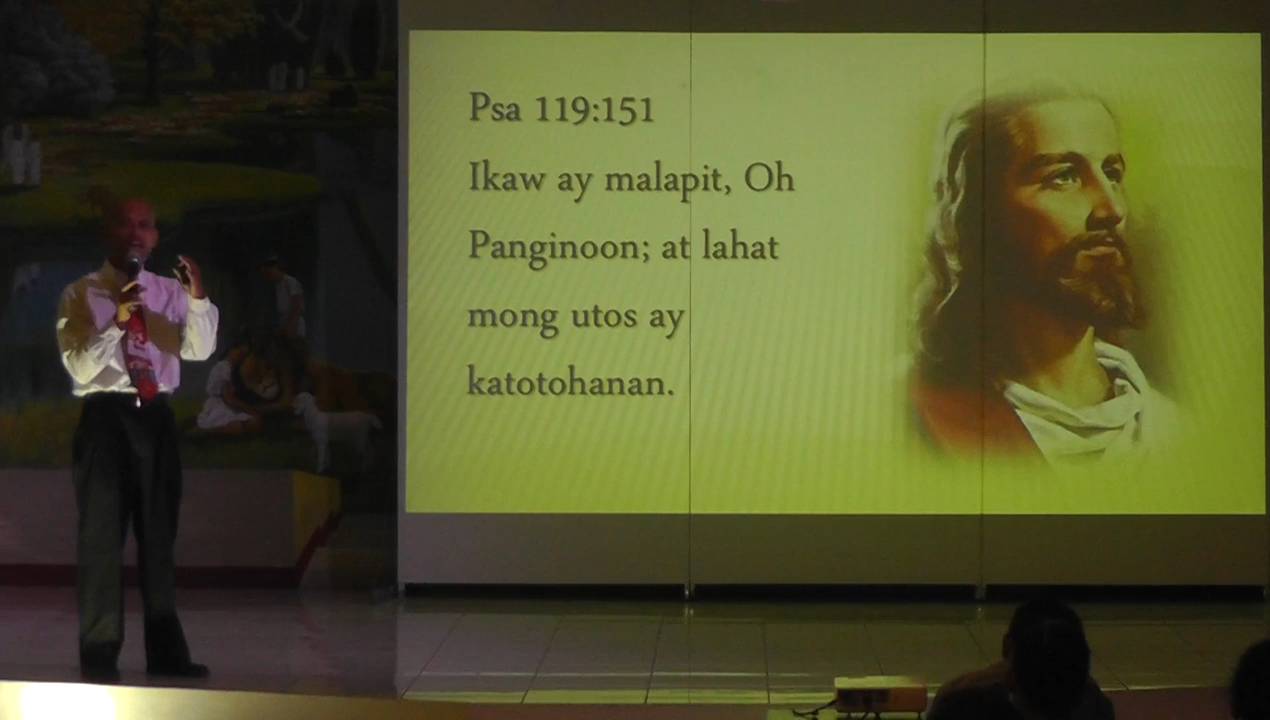 Psa 119:151
Ikaw ay malapit, Oh
Panginoon; at lahat
mong utos ay
katotohanan.